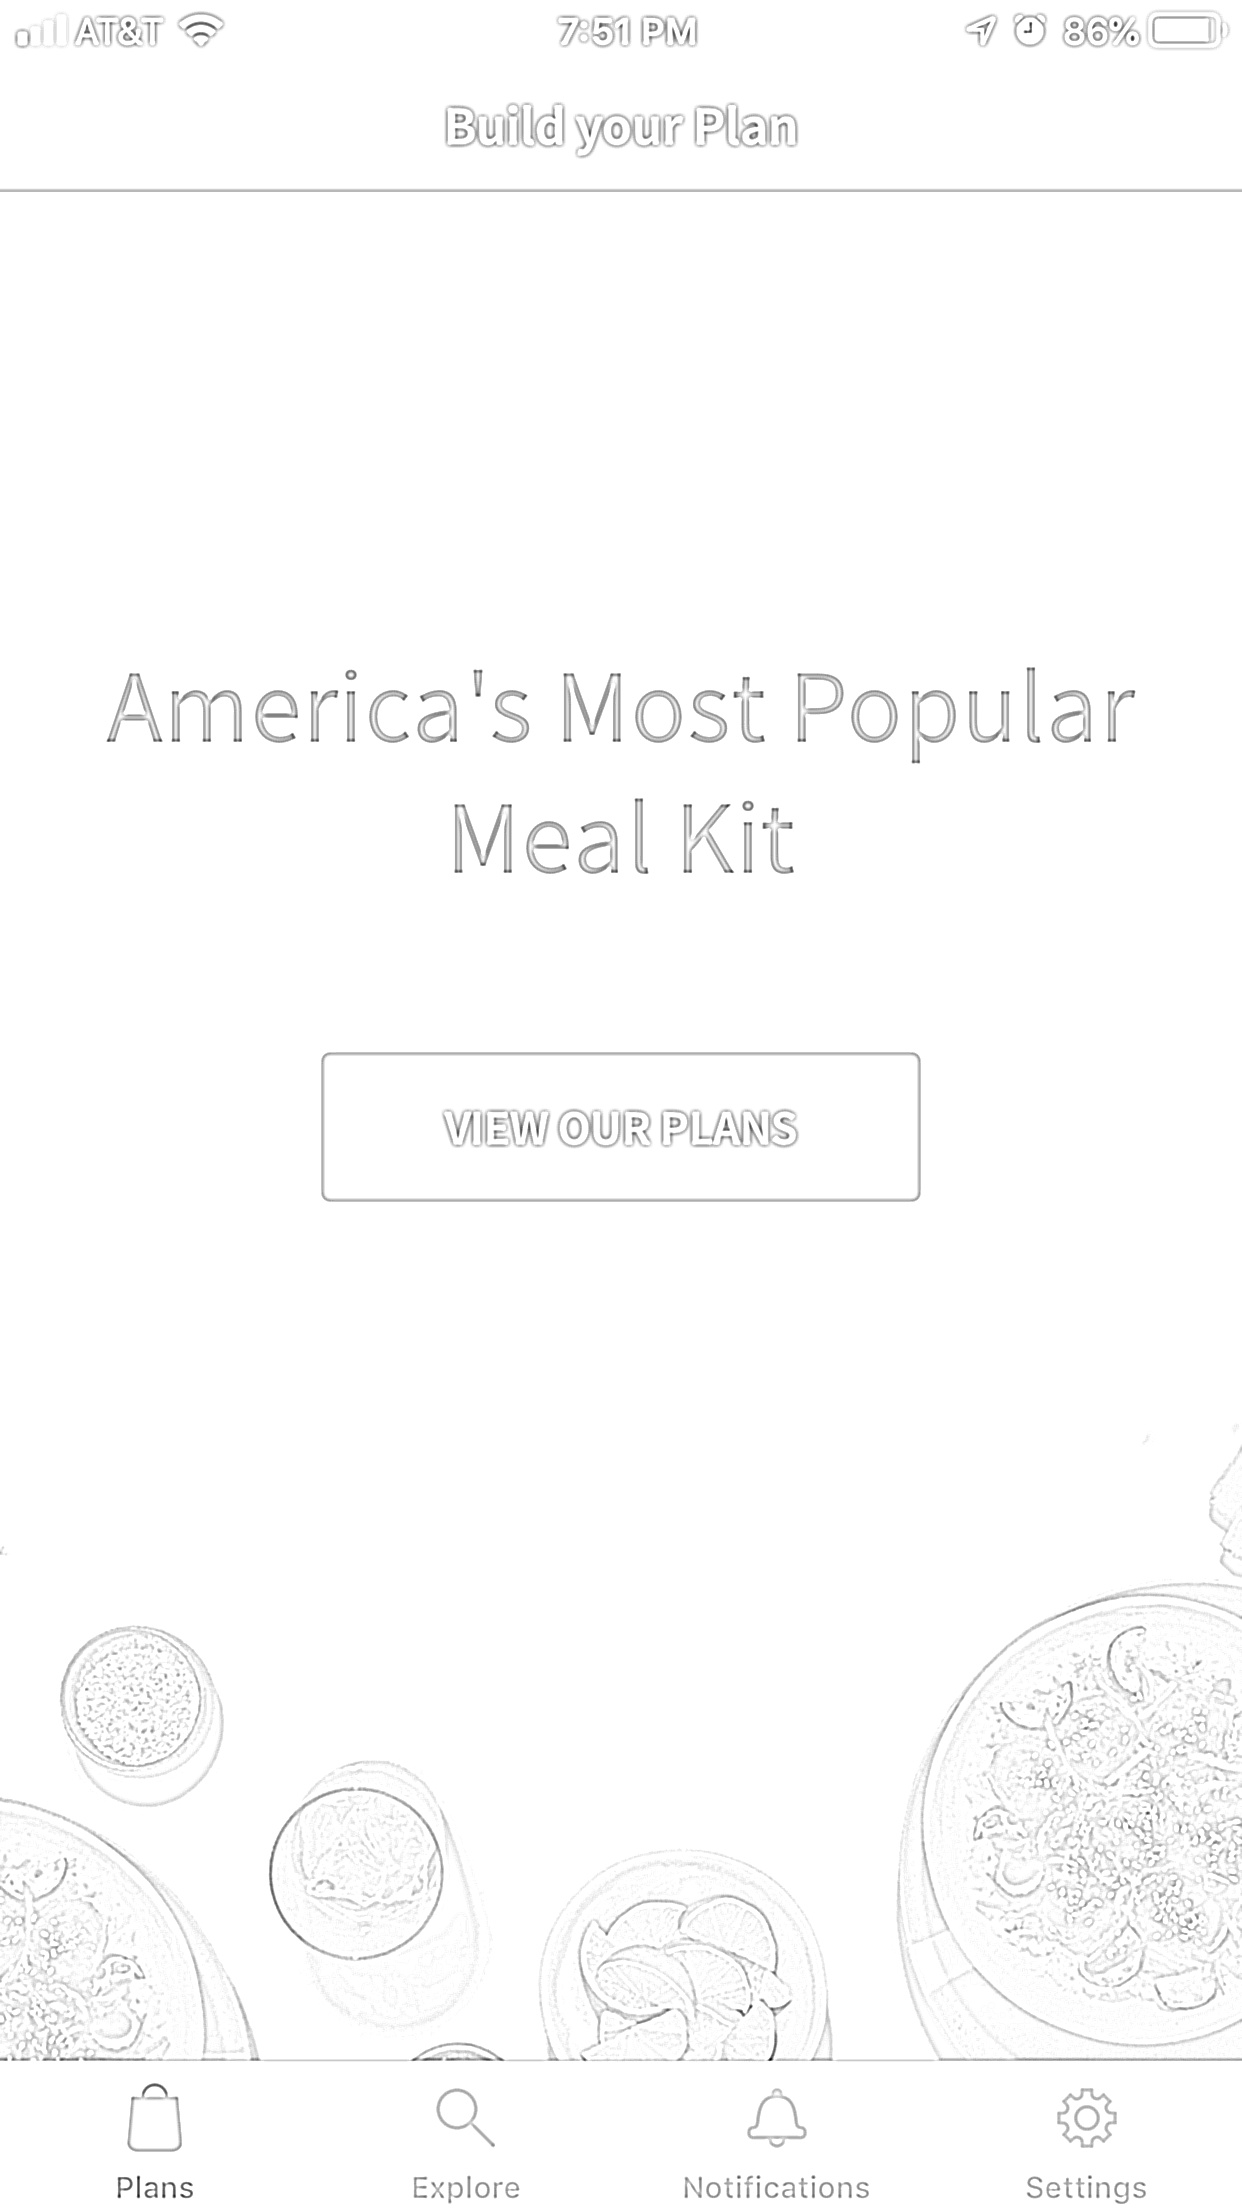 AT&T 7:51 PM 86%
Build your Plan
America's Most Popular
Meal Kit
VIEW OUR PLANS
Plans Explore Notifications Settings